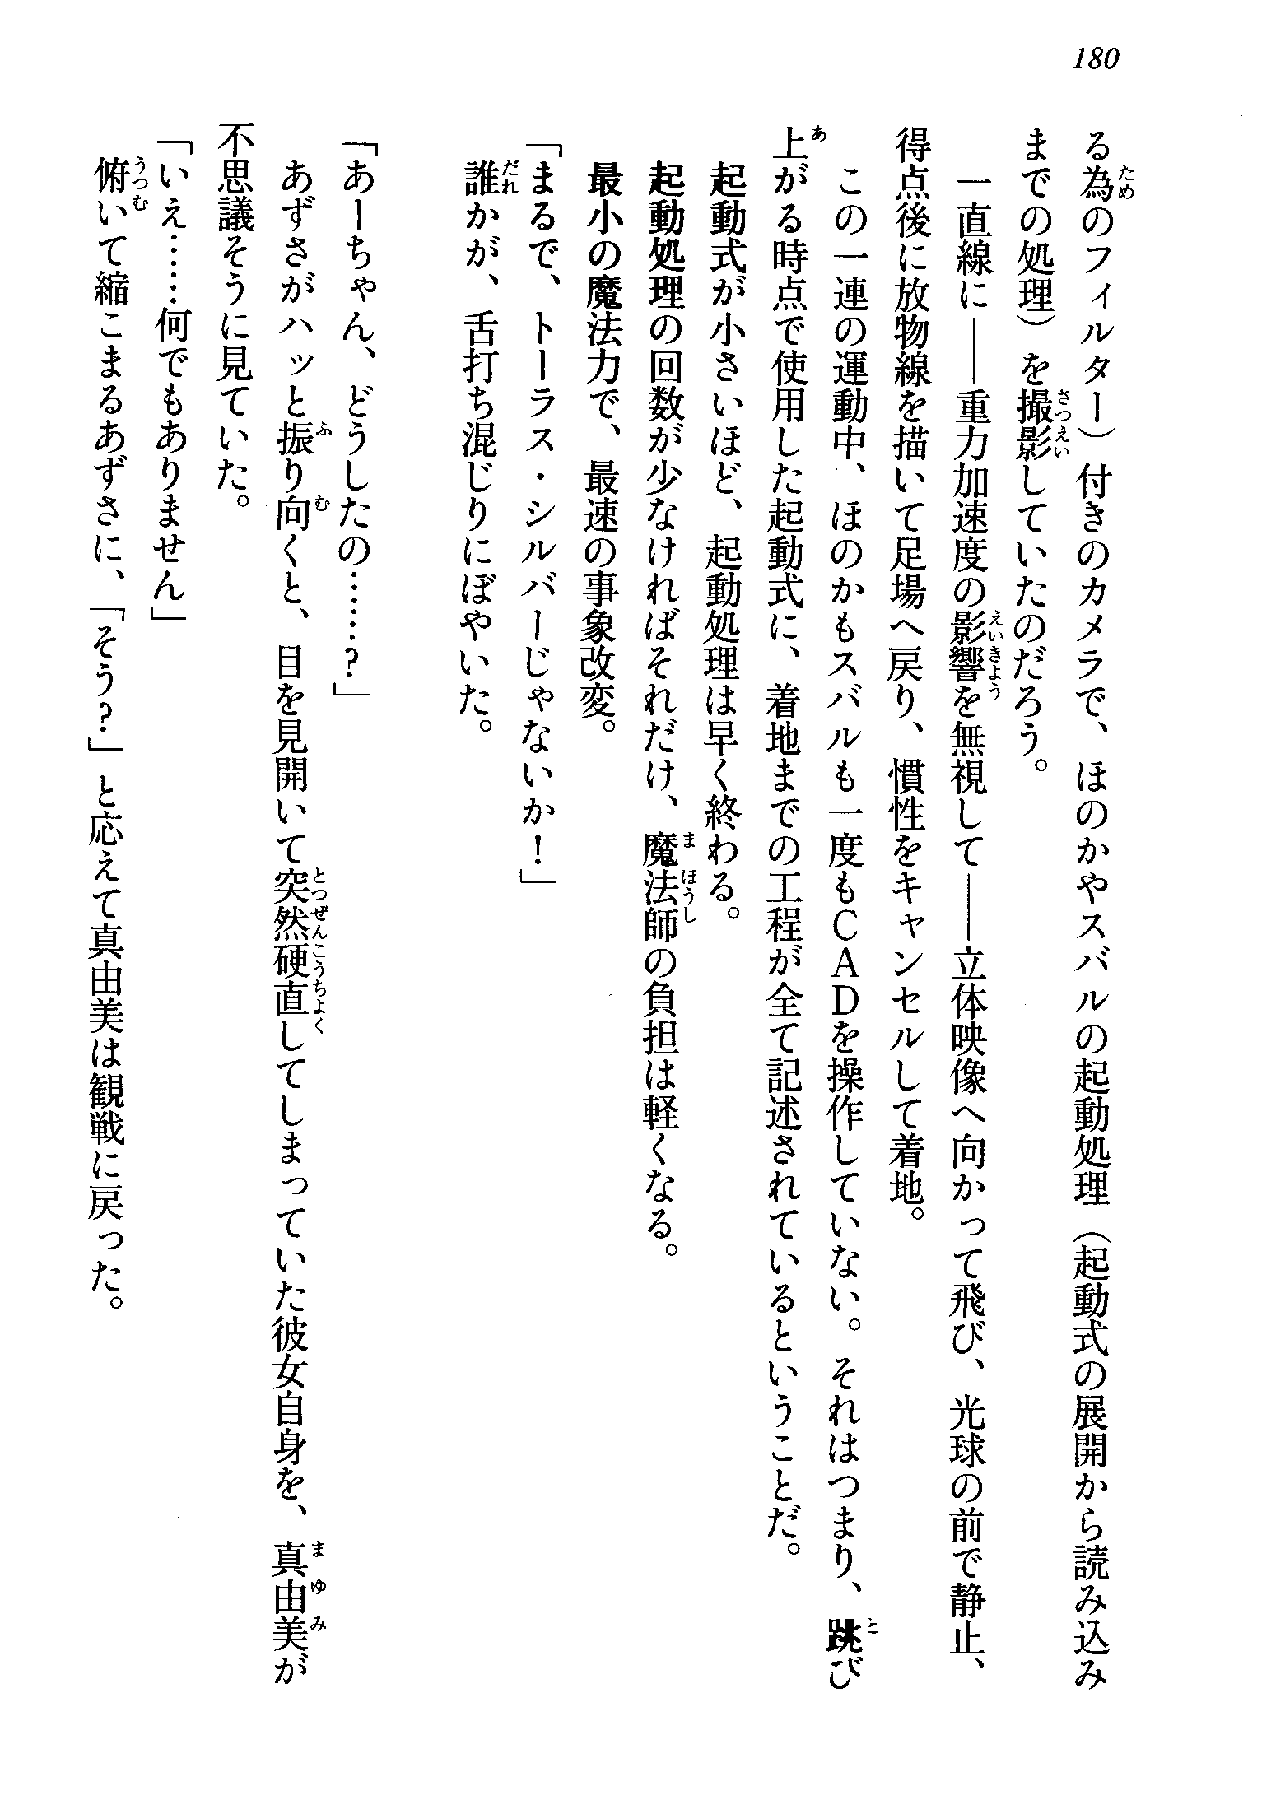 180
る為のフィルター）付きのカメラで、ほのかやスバルの起動処理（起動式の展開から読み込み
までの処理）を撮影していたのだろう。
一直線に――重力加速度の影響を無視して――立体映像へ向かって飛び、光球の前で静止、
得点後に放物線を描いて足場へ戻り、慣性をキャンセルして着地。
この一連の運動中、ほのかもスバルも一度もＣＡＤを操作していない。それはつまり、跳び
上がる時点で使用した起動式に、着地までの工程が全て記述されているということだ。
起動式が小さいほど、起動処理は早く終わる。
起動処理の回数が少なければそれだけ、魔法師の負担は軽くなる。
最小の魔法力で、最速の事象改変。
「まるで、トーラス・シルバーじゃないか！」
誰かが、舌打ち混じりにぼやいた。
「あーちゃん、どうしたの……？」
あずさがハッと振り向くと、目を見開いて突然硬直してしまっていた彼女自身を、真由美が
不思議そうに見ていた。
「いえ……何でもありません」
俯いて縮こまるあずさに、「そう？」と応えて真由美は観戦に戻った。